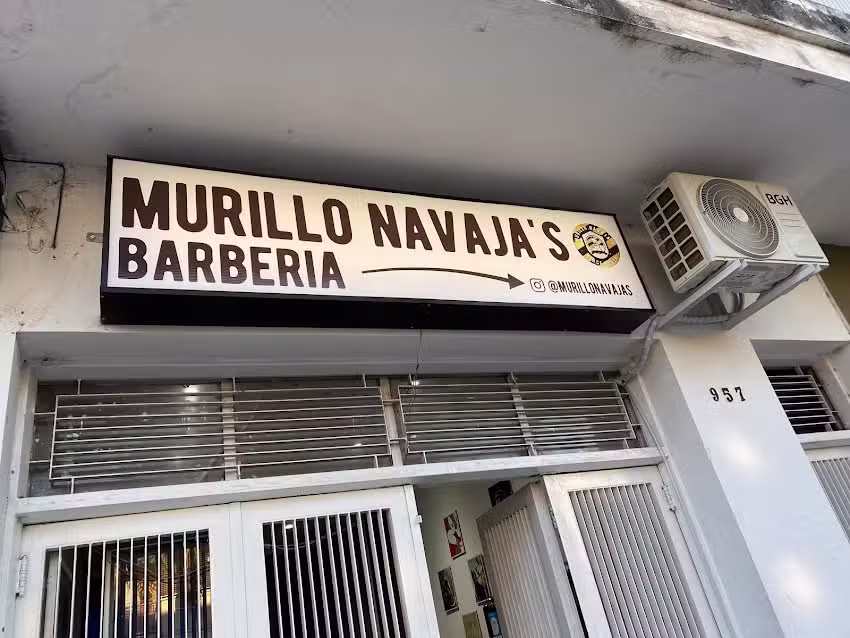 MURILLO NAVAJA'S
BARBERIA
@MURILLONAVAJAS
BGH
957